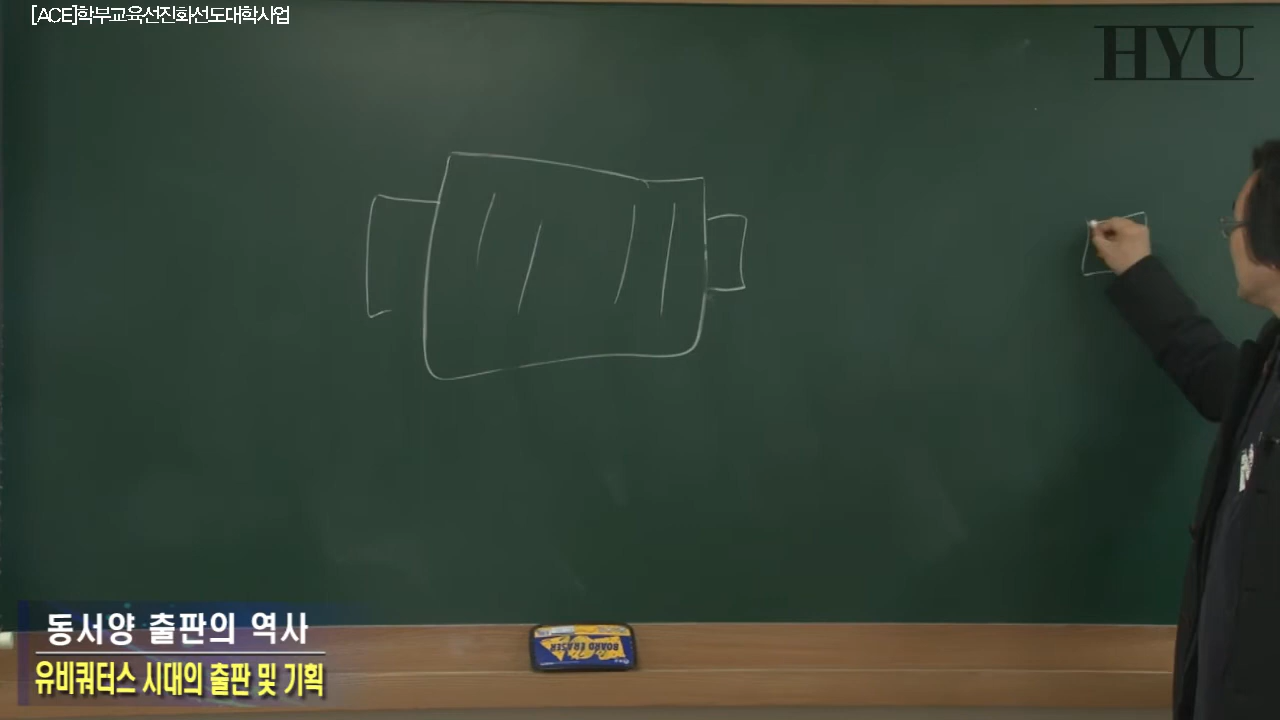 [ACE]학부교육선진화선도대학사업
HYU
BOARD ERASER
동서양 출판의 역사
유비쿼터스 시대의 출판 및 기획